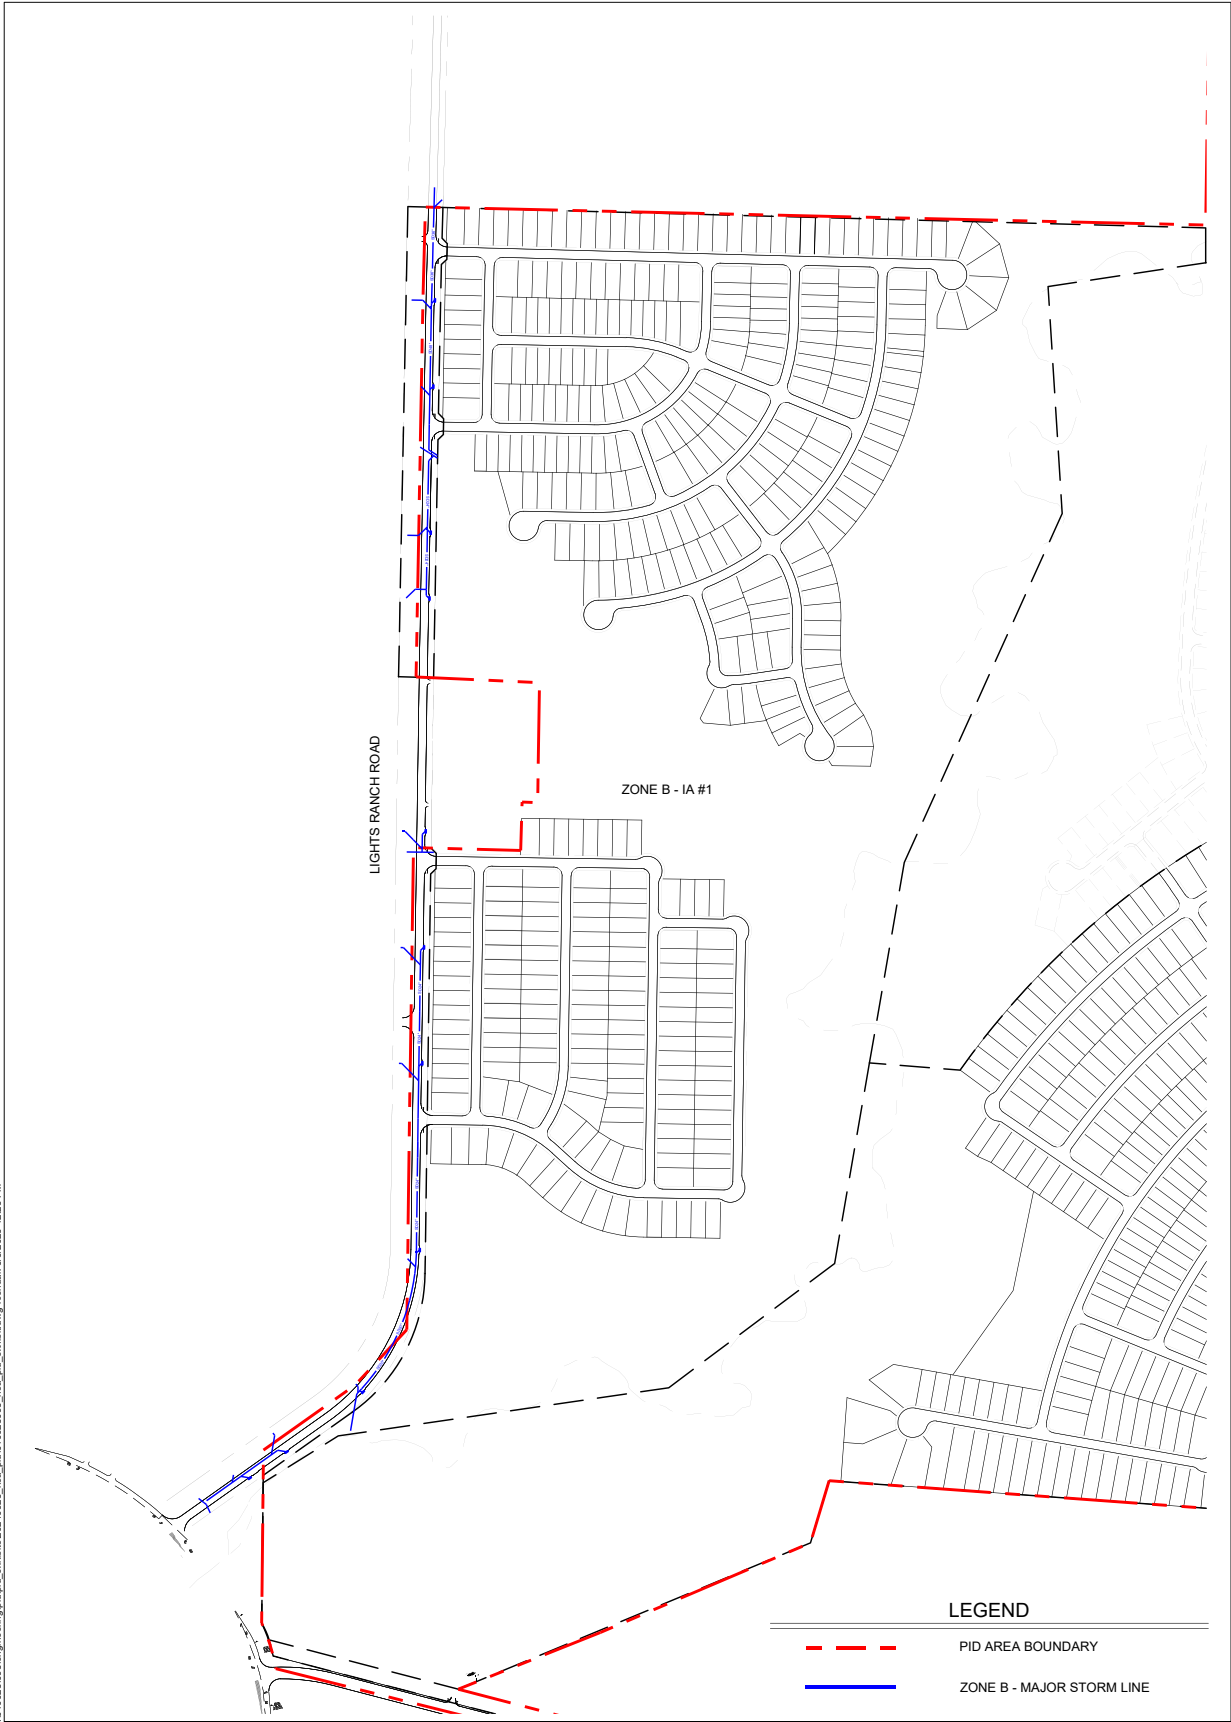 LIGHTS RANCH ROAD
ZONE B - IA #1
LEGEND
PID AREA BOUNDARY
ZONE B - MAJOR STORM LINE